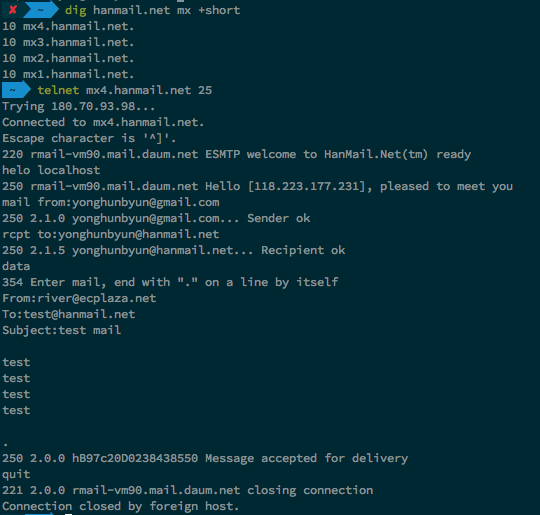 ✘ ~ dig hanmail.net mx +short
10 mx4.hanmail.net.
10 mx3.hanmail.net.
10 mx2.hanmail.net.
10 mx1.hanmail.net.
~ telnet mx4.hanmail.net 25
Trying 180.70.93.98...
Connected to mx4.hanmail.net.
Escape character is '^]'.
220 rmail-vm90.mail.daum.net ESMTP welcome to HanMail.Net(tm) ready
helo localhost
250 rmail-vm90.mail.daum.net Hello [118.223.177.231], pleased to meet you
mail from:yonghunbyun@gmail.com
250 2.1.0 yonghunbyun@gmail.com... Sender ok
rcpt to:yonghunbyun@hanmail.net
250 2.1.5 yonghunbyun@hanmail.net... Recipient ok
data
354 Enter mail, end with "." on a line by itself
From:river@ecplaza.net
To:test@hanmail.net
Subject:test mail

test
test
test
test

.
250 2.0.0 hB97c20D0238438550 Message accepted for delivery
quit
221 2.0.0 rmail-vm90.mail.daum.net closing connection
Connection closed by foreign host.